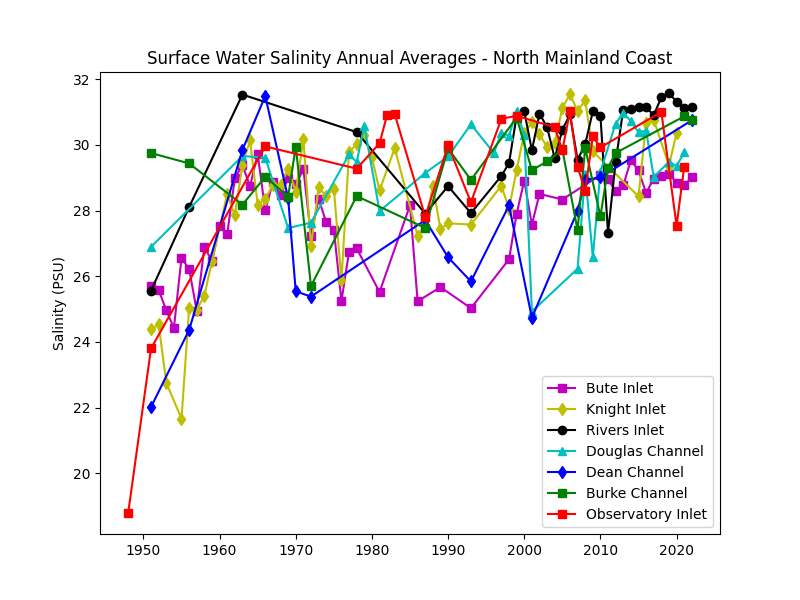 Surface Water Salinity Annual Averages - North Mainland Coast
32
30
28
26
24
22
20
Salinity (PSU)
Bute Inlet
Knight Inlet
Rivers Inlet
Douglas Channel
Dean Channel
Burke Channel
Observatory Inlet
1950 1960 1970 1980 1990 2000 2010 2020